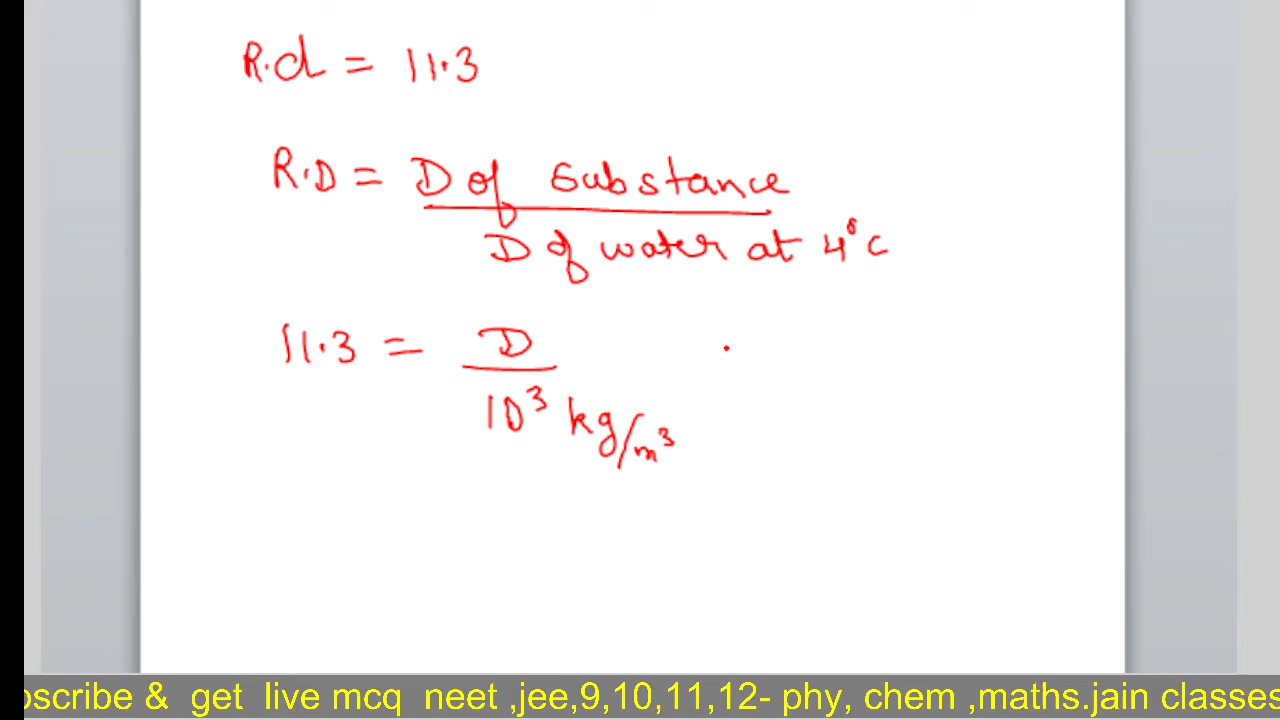 R.d = 11.3
R.D = D of Substance
D of water at 4°C
11.3 = D
10³ kg/m³
bscribe & get live mcq neet ,jee,9,10,11,12- phy, chem ,maths.jain classes